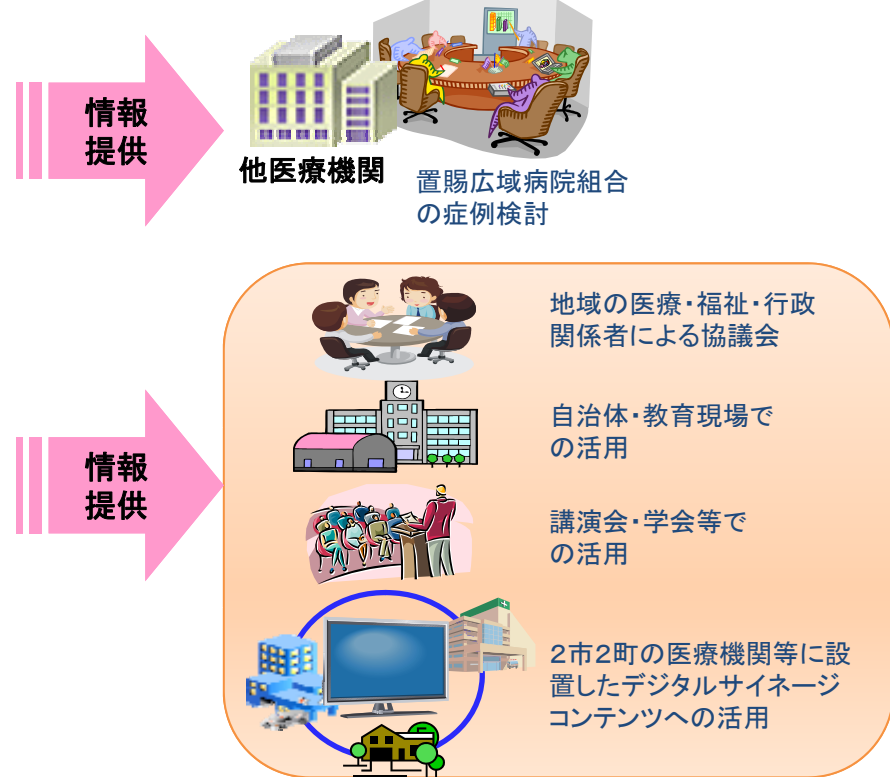 情報
提供
他医療機関
置賜広域病院組合
の症例検討
情報
提供
地域の医療・福祉・行政
関係者による協議会
自治体・教育現場で
の活用
講演会・学会等で
の活用
2市2町の医療機関等に設
置したデジタルサイネージ
コンテンツへの活用